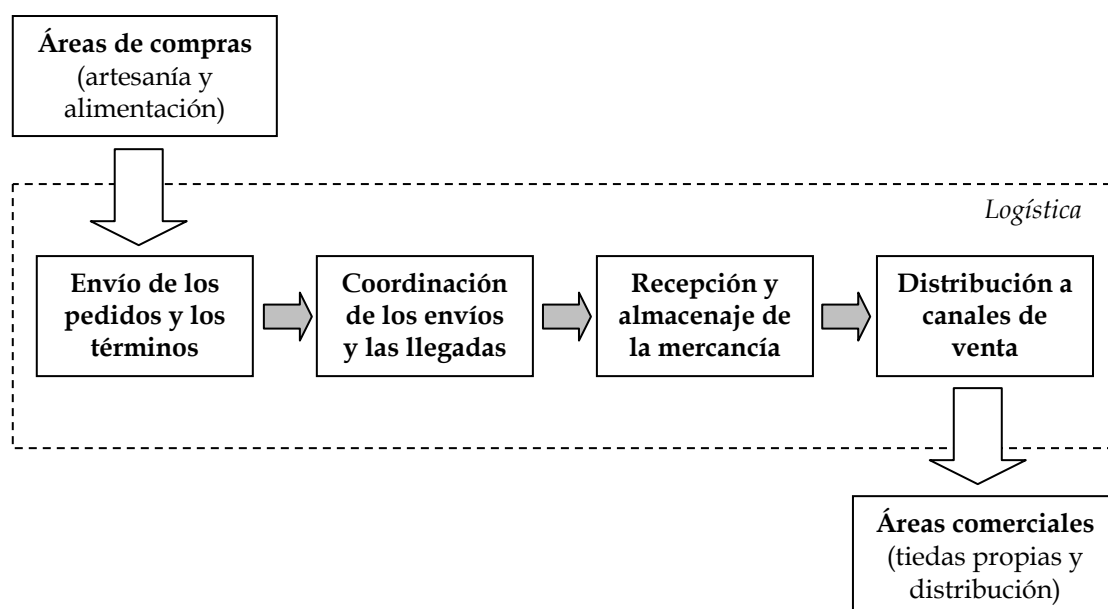 Áreas de compras
(artesanía y
alimentación)
Logística
Envío de los
pedidos y los
términos
Coordinación
de los envíos
y las llegadas
Recepción y
almacenaje de
la mercancía
Distribución a
canales de
venta
Áreas comerciales
(tiedas propias y
distribución)